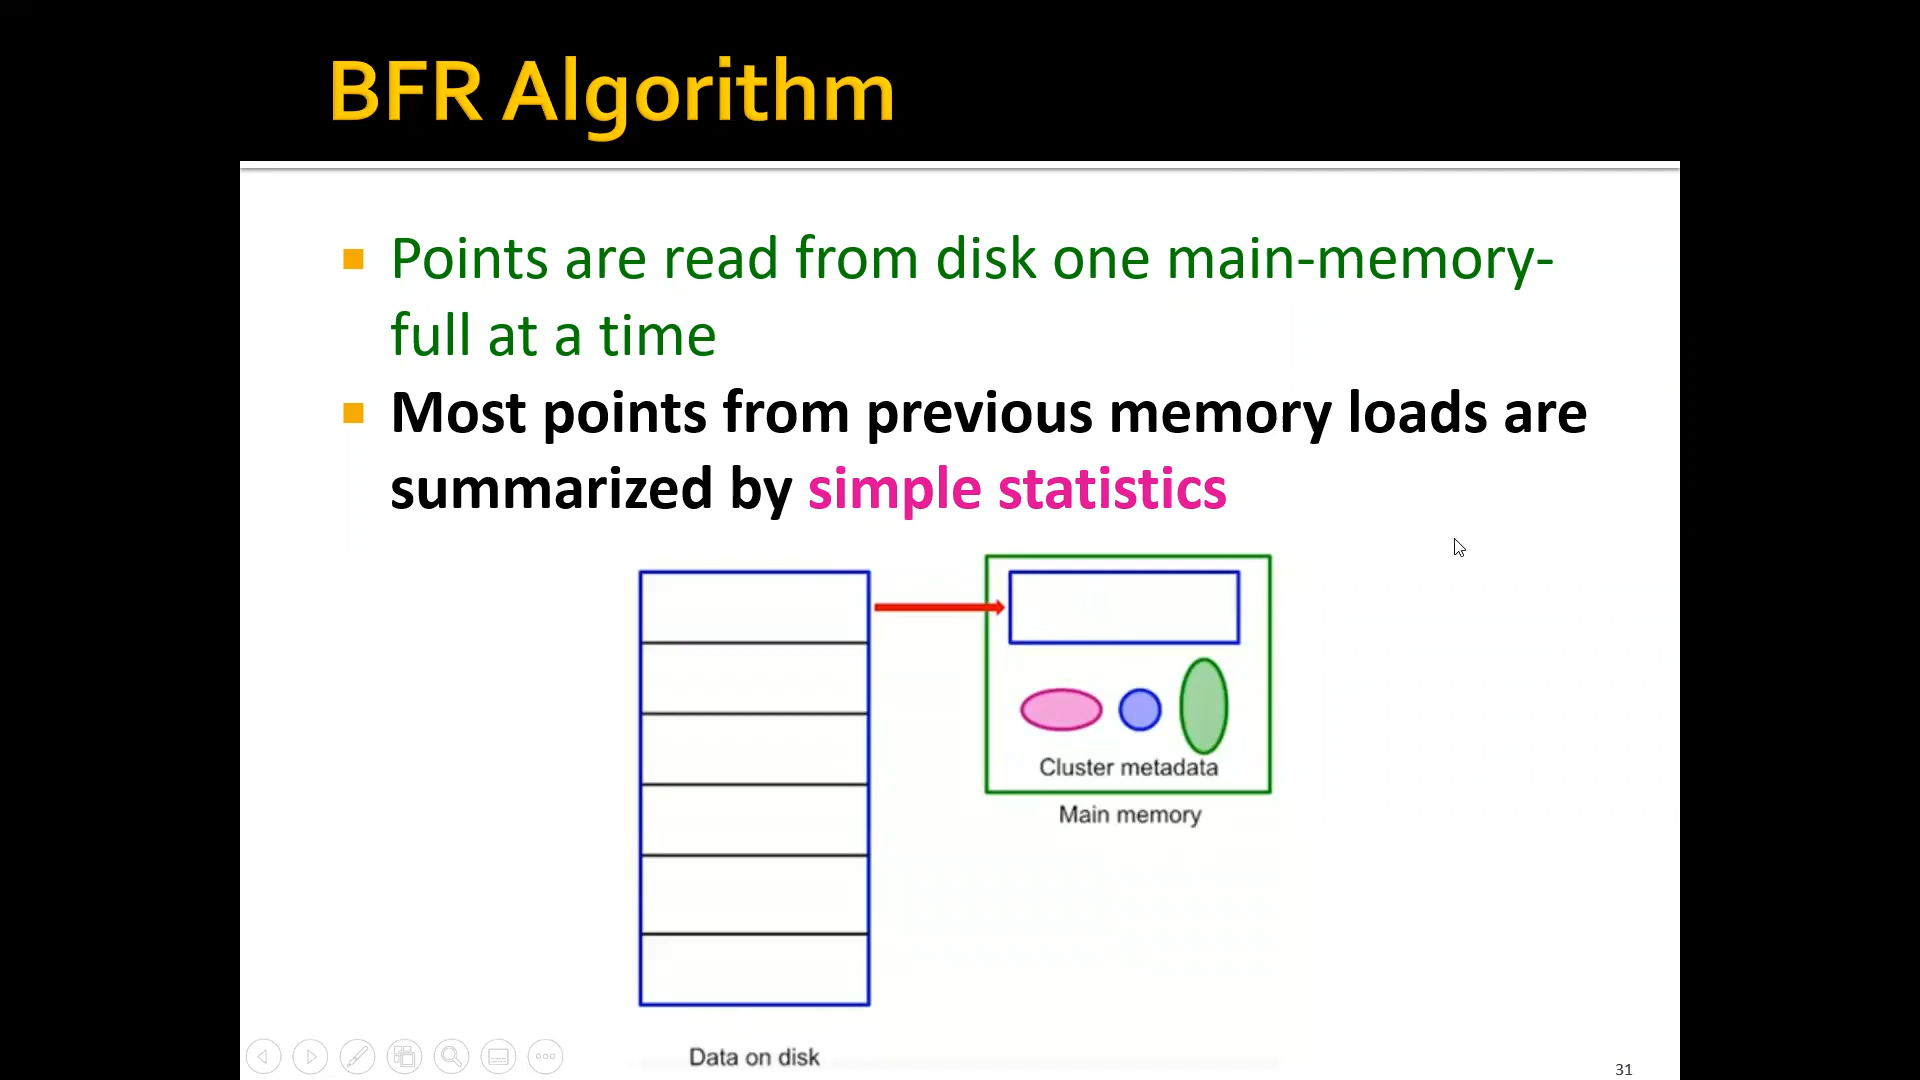 BFR Algorithm
Points are read from disk one main-memory-
full at a time
Most points from previous memory loads are
summarized by simple statistics
Cluster metadata
Main memory
Data on disk
31